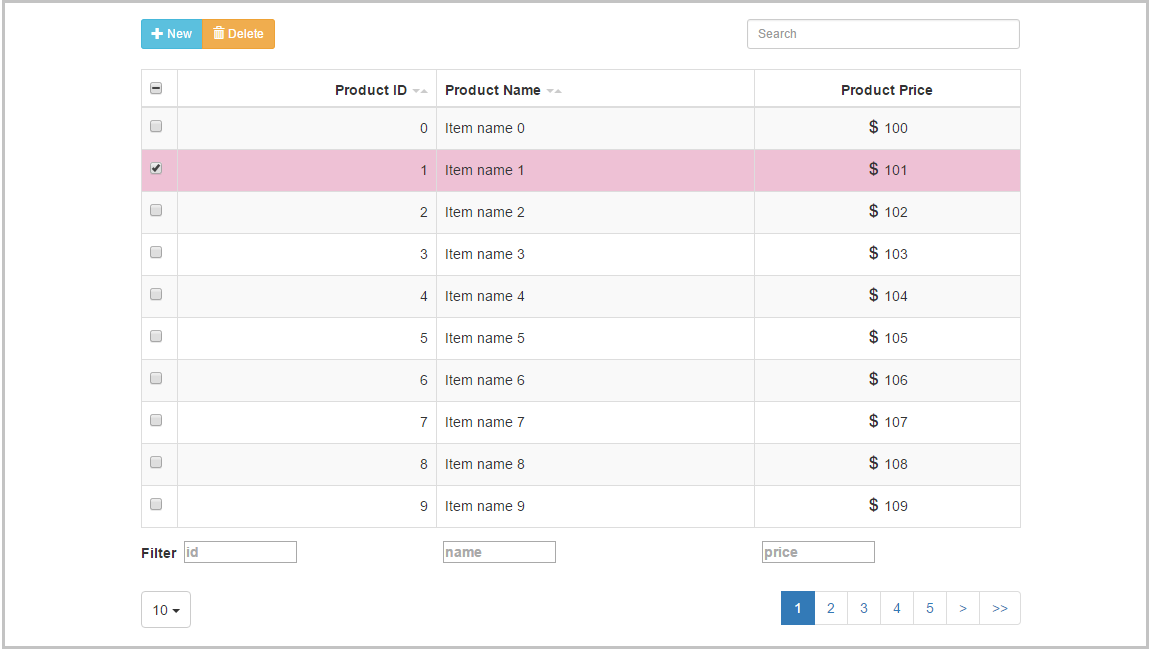 New Delete Search
Product ID Product Name Product Price
0 Item name 0 $ 100
1 Item name 1 $ 101
2 Item name 2 $ 102
3 Item name 3 $ 103
4 Item name 4 $ 104
5 Item name 5 $ 105
6 Item name 6 $ 106
7 Item name 7 $ 107
8 Item name 8 $ 108
9 Item name 9 $ 109
Filter id name price
10 1 2 3 4 5 > >>